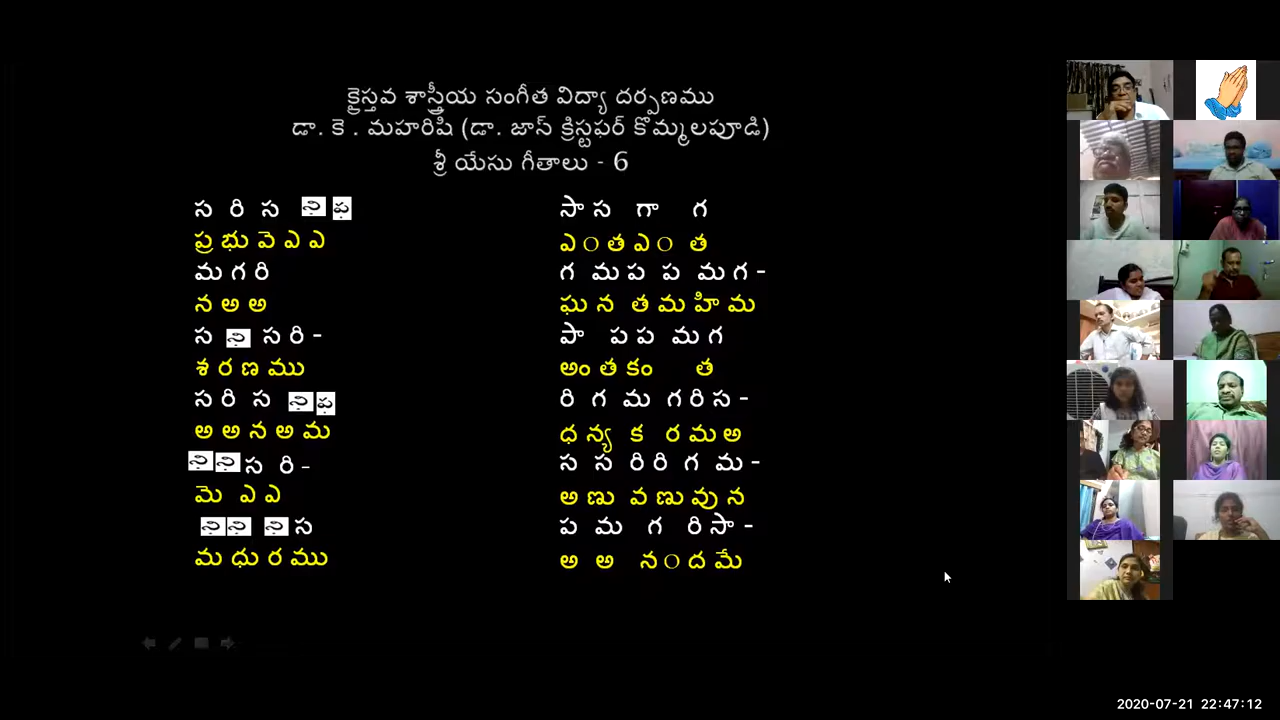 క్రైస్తవ శాస్త్రీయ సంగీత విద్యా దర్పణము
డా. కె . మహరిషి (డా. జాస్ క్రిస్టఫర్ కొమ్మలపూడి)
శ్రీ యేసు గీతాలు - 6
స రి స ని ప
ప్ర భు వె ఎ ఎ
మ గ రి
న అ అ
స ని స రి -
శ ర ణ ము
స రి స ని ప
అ అ న అ మ
ని ని స రి -
మె ఎ ఎ
ని ని ని స
మ ధు ర ము
సా స గా గ
ఎ ం త ఎ ం త
గ మ ప ప మ గ -
ఘ న త మ హి మ
పా ప ప మ గ
అం త కం త
రి గ మ గ రి స -
ధ న్య క ర మ అ
స స రి రి గ మ -
అ ణు వ ణు వు న
ప మ గ రి సా -
అ అ న ం ద మే
2020-07-21 22:47:12